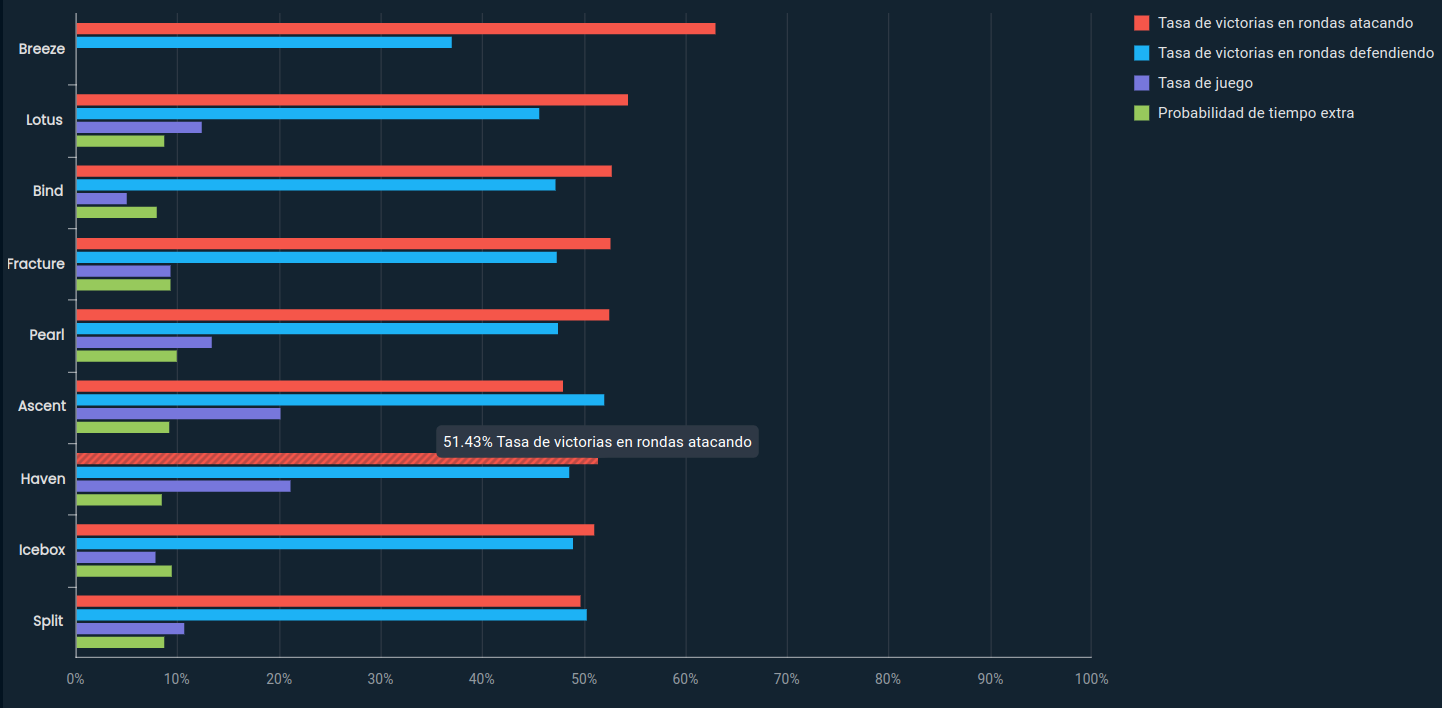 Tasa de victorias en rondas atacando
Tasa de victorias en rondas defendiendo
Tasa de juego
Probabilidad de tiempo extra
Breeze
Lotus
Bind
Fracture
Pearl
Ascent
51.43% Tasa de victorias en rondas atacando
Haven
Icebox
Split
0% 10% 20% 30% 40% 50% 60% 70% 80% 90% 100%